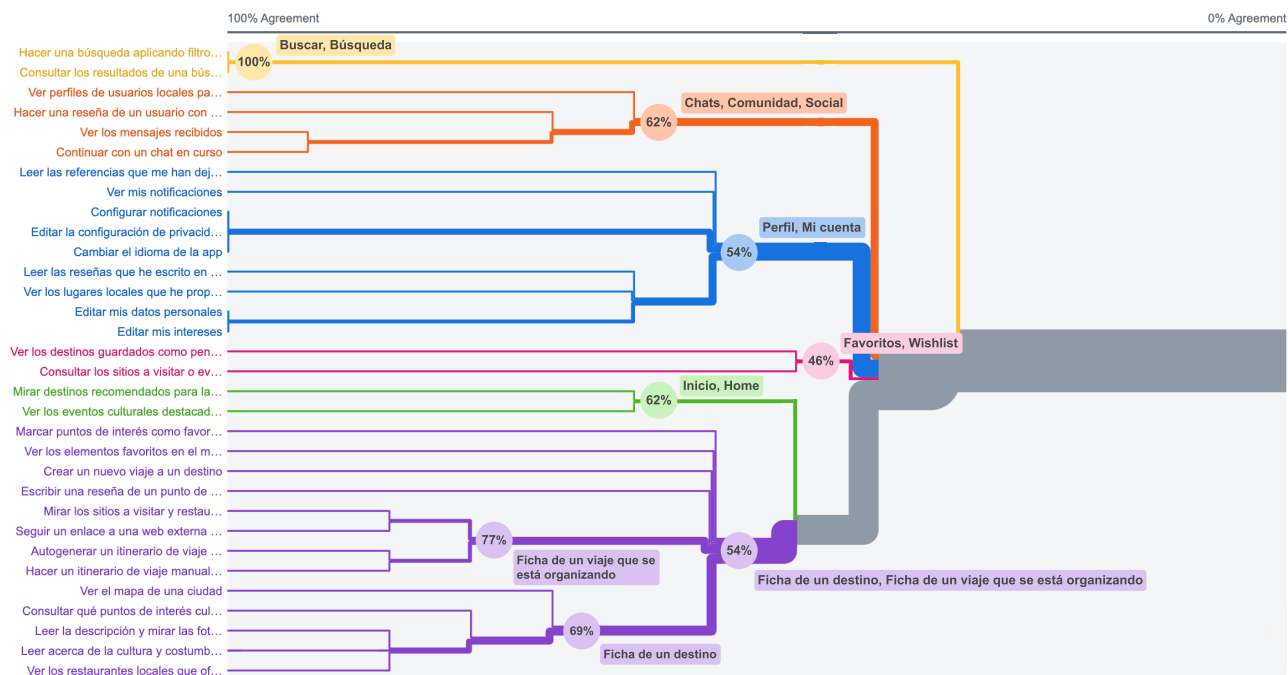 100% Agreement
0% Agreement
Hacer una búsqueda aplicando filtro…
Consultar los resultados de una bús…
Ver perfiles de usuarios locales pa…
Hacer una reseña de un usuario con …
Ver los mensajes recibidos
Continuar con un chat en curso
Leer las referencias que me han dej…
Ver mis notificaciones
Configurar notificaciones
Editar la configuración de privacid…
Cambiar el idioma de la app
Leer las reseñas que he escrito en …
Ver los lugares locales que he prop…
Editar mis datos personales
Editar mis intereses
Ver los destinos guardados como pen…
Consultar los sitios a visitar o ev…
Mirar destinos recomendados para la…
Ver los eventos culturales destacad…
Marcar puntos de interés como favor…
Ver los elementos favoritos en el m…
Crear un nuevo viaje a un destino
Escribir una reseña de un punto de …
Mirar los sitios a visitar y restau…
Seguir un enlace a una web externa …
Autogenerar un itinerario de viaje …
Hacer un itinerario de viaje manual…
Ver el mapa de una ciudad
Consultar qué puntos de interés cul…
Leer la descripción y mirar las fot…
Leer acerca de la cultura y costumb…
Ver los restaurantes locales que of…
Buscar, Búsqueda
100%
Chats, Comunidad, Social
62%
Perfil, Mi cuenta
54%
Favoritos, Wishlist
46%
Inicio, Home
62%
77%
Ficha de un viaje que se
está organizando
54%
Ficha de un destino, Ficha de un viaje que se está organizando
69%
Ficha de un destino